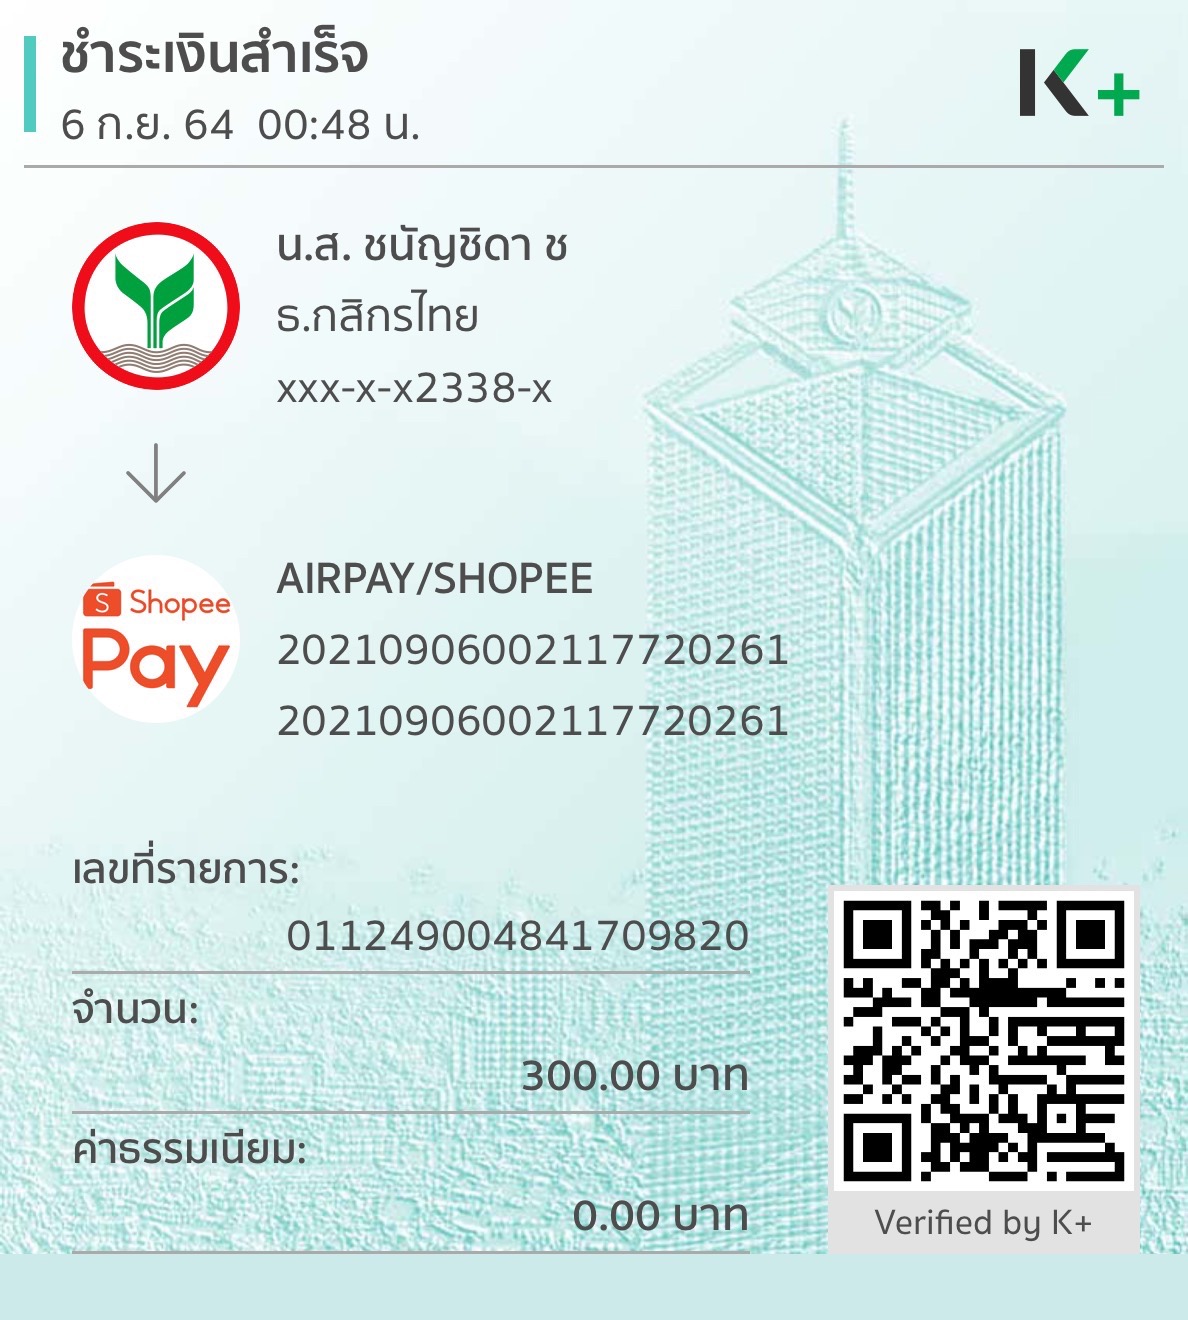 ชำระเงินสำเร็จ
6 ก.ย. 64  00:48 น.
K+
น.ส. ชนัญชิดา ช
ธ.กสิกรไทย
xxx-x-x2338-x
S Shopee
Pay
AIRPAY/SHOPEE
202109060021177720261
202109060021177720261
เลขที่รายการ:
011249004841709820
จำนวน:
300.00 บาท
ค่าธรรมเนียม:
0.00 บาท
Verified by K+